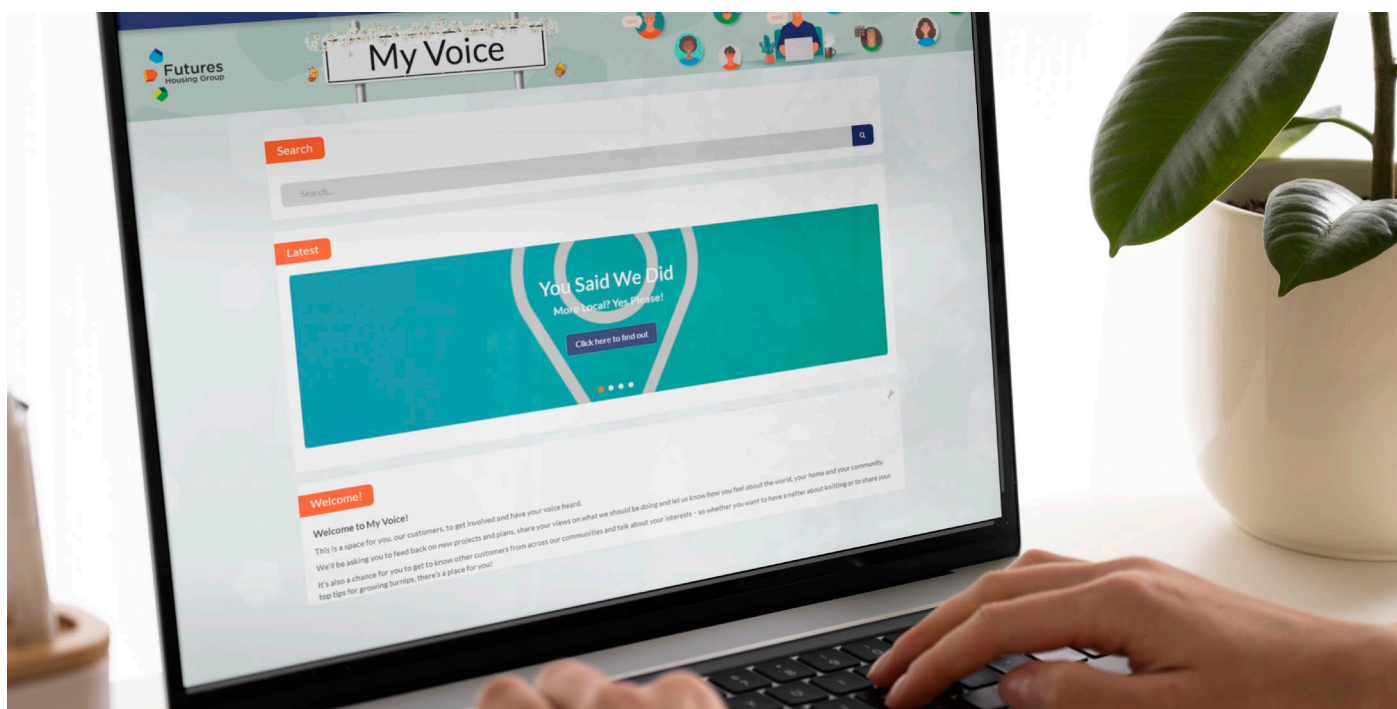 My Voice
Futures
Housing Group
Search
Search...
Latest
You Said We Did
More Local? Yes Please!
Click here to find out
Welcome!
Welcome to My Voice!
This is a space for you, our customers, to get involved and have your voice heard.
We'll be asking you to feed back on new projects and plans, share your views on what we should be doing and let us know how you feel about the world, your home and your community.
It's also a chance for you to get to know other customers from across our communities and talk about your interests – so whether you want to have a natter about knitting or to share your
top tips for growing turnips, there's a place for you!